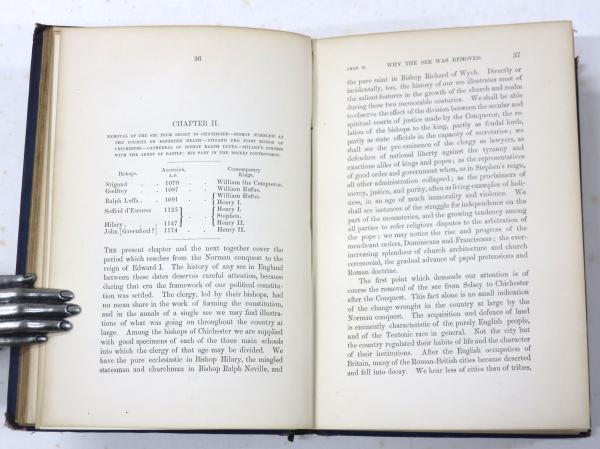 36
CHAPTER II.
REMOVAL OF THE SEE FROM SELSEY TO CHICHESTER—BISHOP STIGAND AT
THE COUNCIL OF STIGAND THE FIRST BISHOP OF
CHICHESTER—CATHEDRAL OF BISHOP RALPH LUFFA—HILARY'S CONTEST
WITH THE ABBOT OF BATTLE; HIS PART IN THE BECKET CONTROVERSY.
Bishops. Accession, A.D. Contemporary Kings.
Stigand . . 1070 . . William the Conqueror.
Godfrey . . 1087 . . William Rufus.
Ralph Luffa . . 1091 . . { William Rufus. Henry I.
Seffrid d'Escures 1125 } { Henry I. Stephen.
Hilary . . 1147 } { Henry II.
John [Greenford ?] 1174 . . Henry II.
THE present chapter and the next together cover the
period which reaches from the Norman conquest to the
reign of Edward I. The history of any see in England
between these dates deserves careful attention, because
during that era the framework of our political constitu-
tion was settled. The clergy, led by their bishops, had
no mean share in the work of forming the constitution,
and in the annals of a single see we may find illustra-
tions of what was going on throughout the country at
large. Among the bishops of Chichester we are supplied
with good specimens of each of the three main schools
into which the clergy of that age may be divided. We
have the pure ecclesiastic in Bishop Hilary, the mingled
statesman and churchman in Bishop Ralph Neville, and
CHAP. II. WHY THE SEE WAS REMOVED. 37
the pure saint in Bishop Richard of Wych. Directly or
incidentally, too, the history of our see illustrates most of
the salient features in the growth of the church and realm
during these two memorable centuries. We shall be able
to observe the effect of the division between the secular and
spiritual courts of justice made by the Conqueror, the re-
lation of the bishops to the king, partly as feudal lords,
partly as state officials in the capacity of secretaries; we
shall see the pre-eminence of the clergy as lawyers, as
defenders of national liberty against the tyranny and
exactions alike of kings and popes; as the representatives
of good order and government when, as in Stephen's reign,
all other administration collapsed; as the proclaimers of
mercy, justice, and purity, often as living examples of holi-
ness, in an age of much immorality and violence. We
shall see instances of the struggle for independence on the
part of the monasteries, and the growing tendency among
all parties to refer religious disputes to the arbitration of
the pope; we may notice the rise and progress of the
mendicant orders, Dominicans and Franciscans; the ever-
increasing splendour of church architecture and church
ceremonial, the gradual advance of papal pretensions and
Roman doctrine.
The first point which demands our attention is of
course the removal of the see from Selsey to Chichester
after the Conquest. This fact alone is no small indication
of the change wrought in the country at large by the
Norman conquest. The acquisition and defence of land
is eminently characteristic of the purely English people,
and of the Teutonic race in general. Not the city but
the country regulated their habits of life and the character
of their institutions. After the English occupation of
Britain, many of the Roman-British cities became deserted
and fell into decay. We hear less of cities than of tribes,